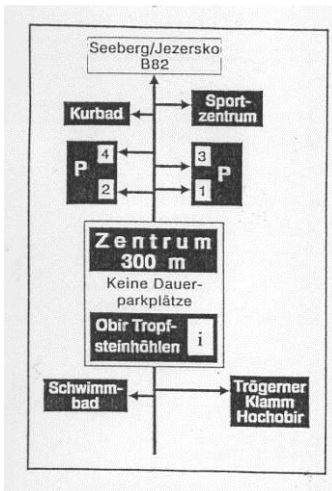 Seeberg/Jezersko
B82
Kurbad
Sport-
zentrum
P
4
2
3
1
P
Zentrum
300 m
Keine Dauer-
parkplätze
Obir Tropf-
steinhöhlen
i
Schwimm-
bad
Trögerner
Klamm
Hochobir